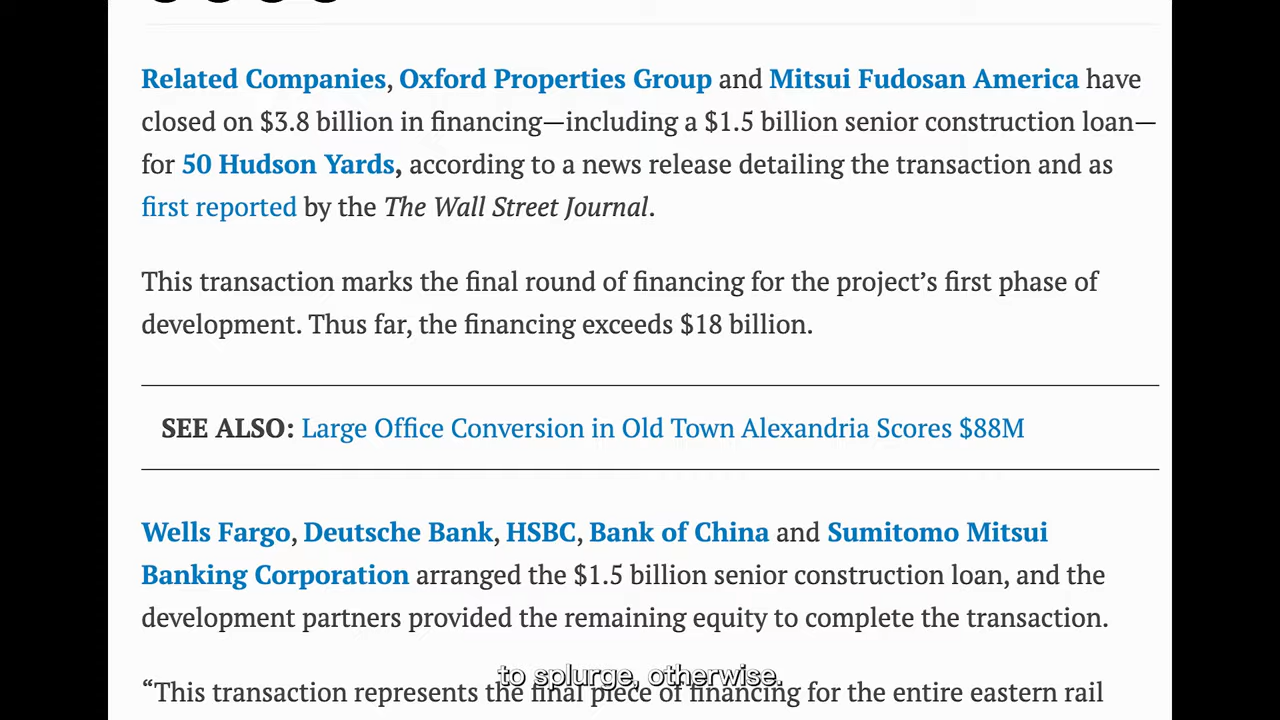 Related Companies, Oxford Properties Group and Mitsui Fudosan America have
closed on $3.8 billion in financing—including a $1.5 billion senior construction loan—
for 50 Hudson Yards, according to a news release detailing the transaction and as
first reported by the The Wall Street Journal.
This transaction marks the final round of financing for the project’s first phase of
development. Thus far, the financing exceeds $18 billion.
SEE ALSO: Large Office Conversion in Old Town Alexandria Scores $88M
Wells Fargo, Deutsche Bank, HSBC, Bank of China and Sumitomo Mitsui
Banking Corporation arranged the $1.5 billion senior construction loan, and the
development partners provided the remaining equity to complete the transaction.
to splurge, otherwise.
“This transaction represents the final piece of financing for the entire eastern rail